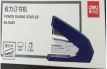 省力订书机
deli
POWER SAVING STAPLER